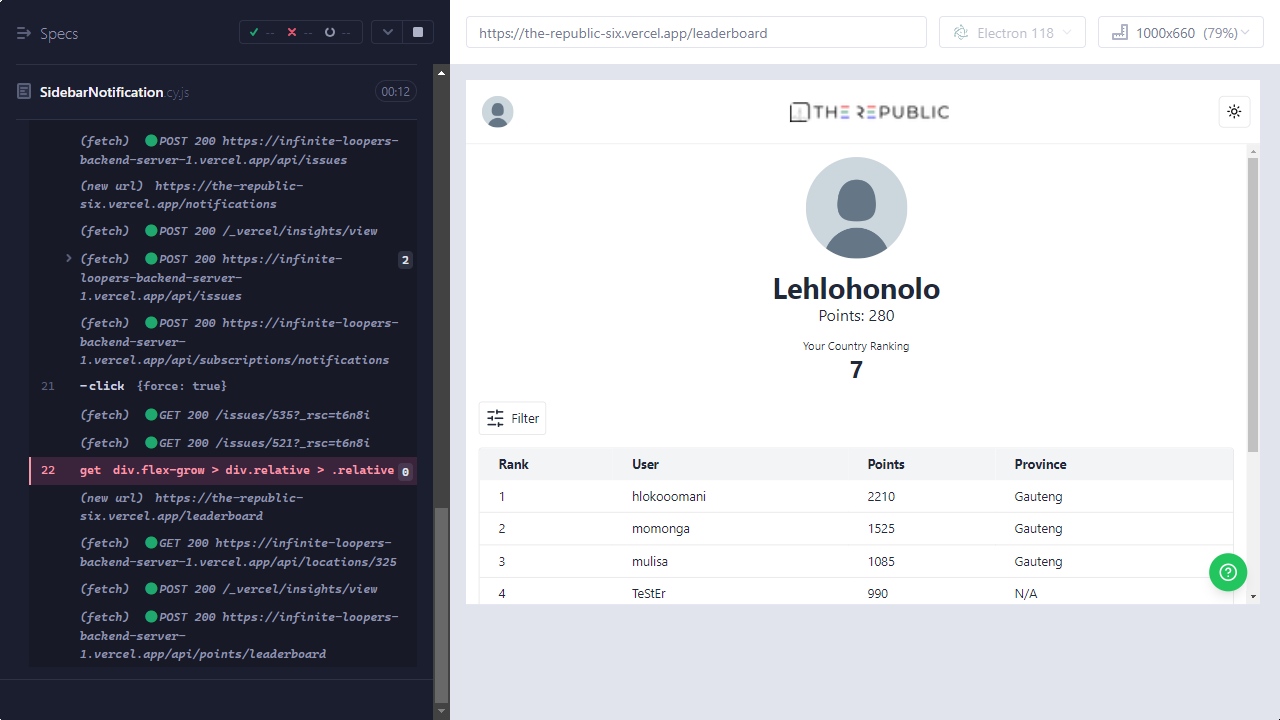 Specs
-- -- --
SidebarNotification.cy.js
00:12
(fetch) POST 200 https://infinite-loopers-
backend-server-1.vercel.app/api/issues
(new url) https://the-republic-
six.vercel.app/notifications
(fetch) POST 200 /_vercel/insights/view
(fetch) POST 200 https://infinite- 2
loopers-backend-server-
1.vercel.app/api/issues
(fetch) POST 200 https://infinite-loopers-
backend-server-
1.vercel.app/api/subscriptions/notifications
21 -click {force: true}
(fetch) GET 200 /issues/535?_rsc=t6n8i
(fetch) GET 200 /issues/521?_rsc=t6n8i
22 get div.flex-grow > div.relative > .relative 0
(new url) https://the-republic-
six.vercel.app/leaderboard
(fetch) GET 200 https://infinite-loopers-
backend-server-1.vercel.app/api/locations/325
(fetch) POST 200 /_vercel/insights/view
(fetch) POST 200 https://infinite-loopers-
backend-server-
1.vercel.app/api/points/leaderboard
https://the-republic-six.vercel.app/leaderboard
Electron 118
1000x660 (79%)
THE REPUBLIC
Lehlohonolo
Points: 280
Your Country Ranking
7
Filter
Rank User Points Province
1 hlokooomani 2210 Gauteng
2 momonga 1525 Gauteng
3 mulisa 1085 Gauteng
4 TeStEr 990 N/A